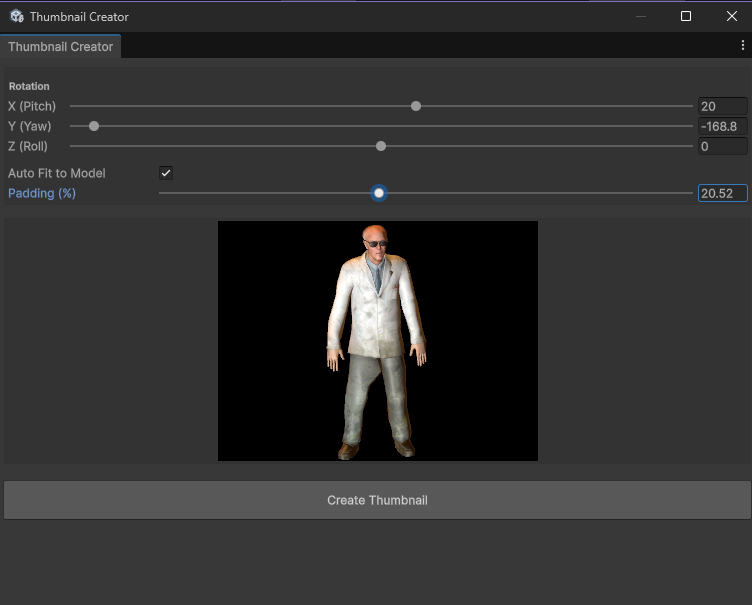 Thumbnail Creator
Thumbnail Creator
Rotation
X (Pitch) 20
Y (Yaw) -168.8
Z (Roll) 0
Auto Fit to Model
Padding (%) 20.52
Create Thumbnail